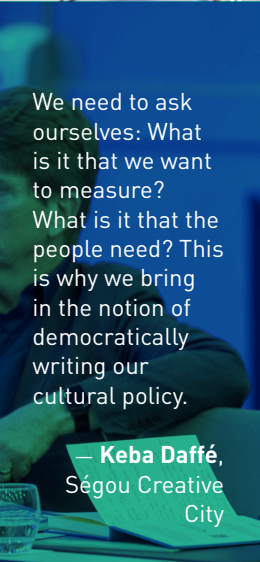 We need to ask
ourselves: What
is it that we want
to measure?
What is it that the
people need? This
is why we bring
in the notion of
democratically
writing our
cultural policy.
— Keba Daffé,
Ségou Creative
City